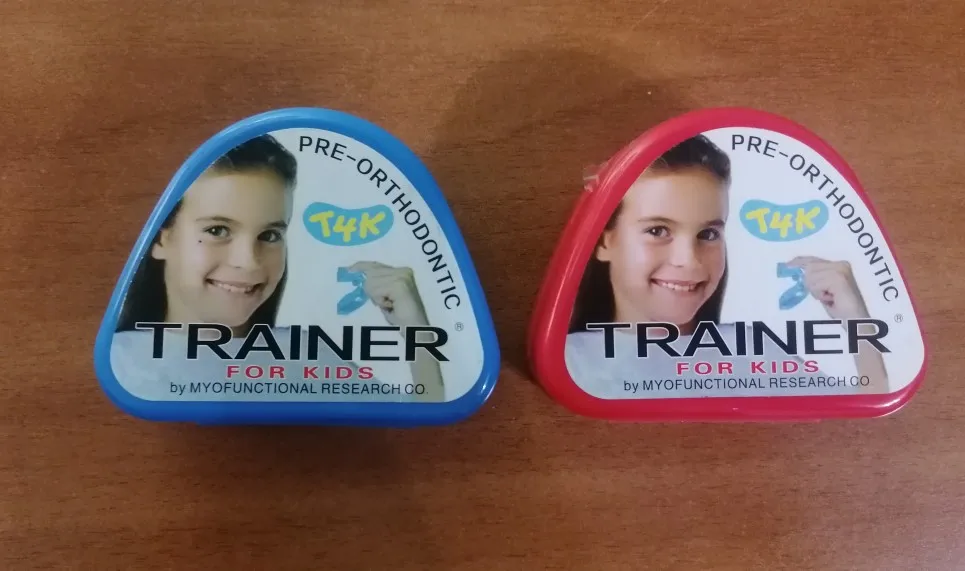 PRE-ORTHODONTIC
T4K
TRAINER®
FOR KIDS
by MYOFUNCTIONAL RESEARCH CO.
PRE-ORTHODONTIC
T4K
TRAINER®
FOR KIDS
by MYOFUNCTIONAL RESEARCH CO.